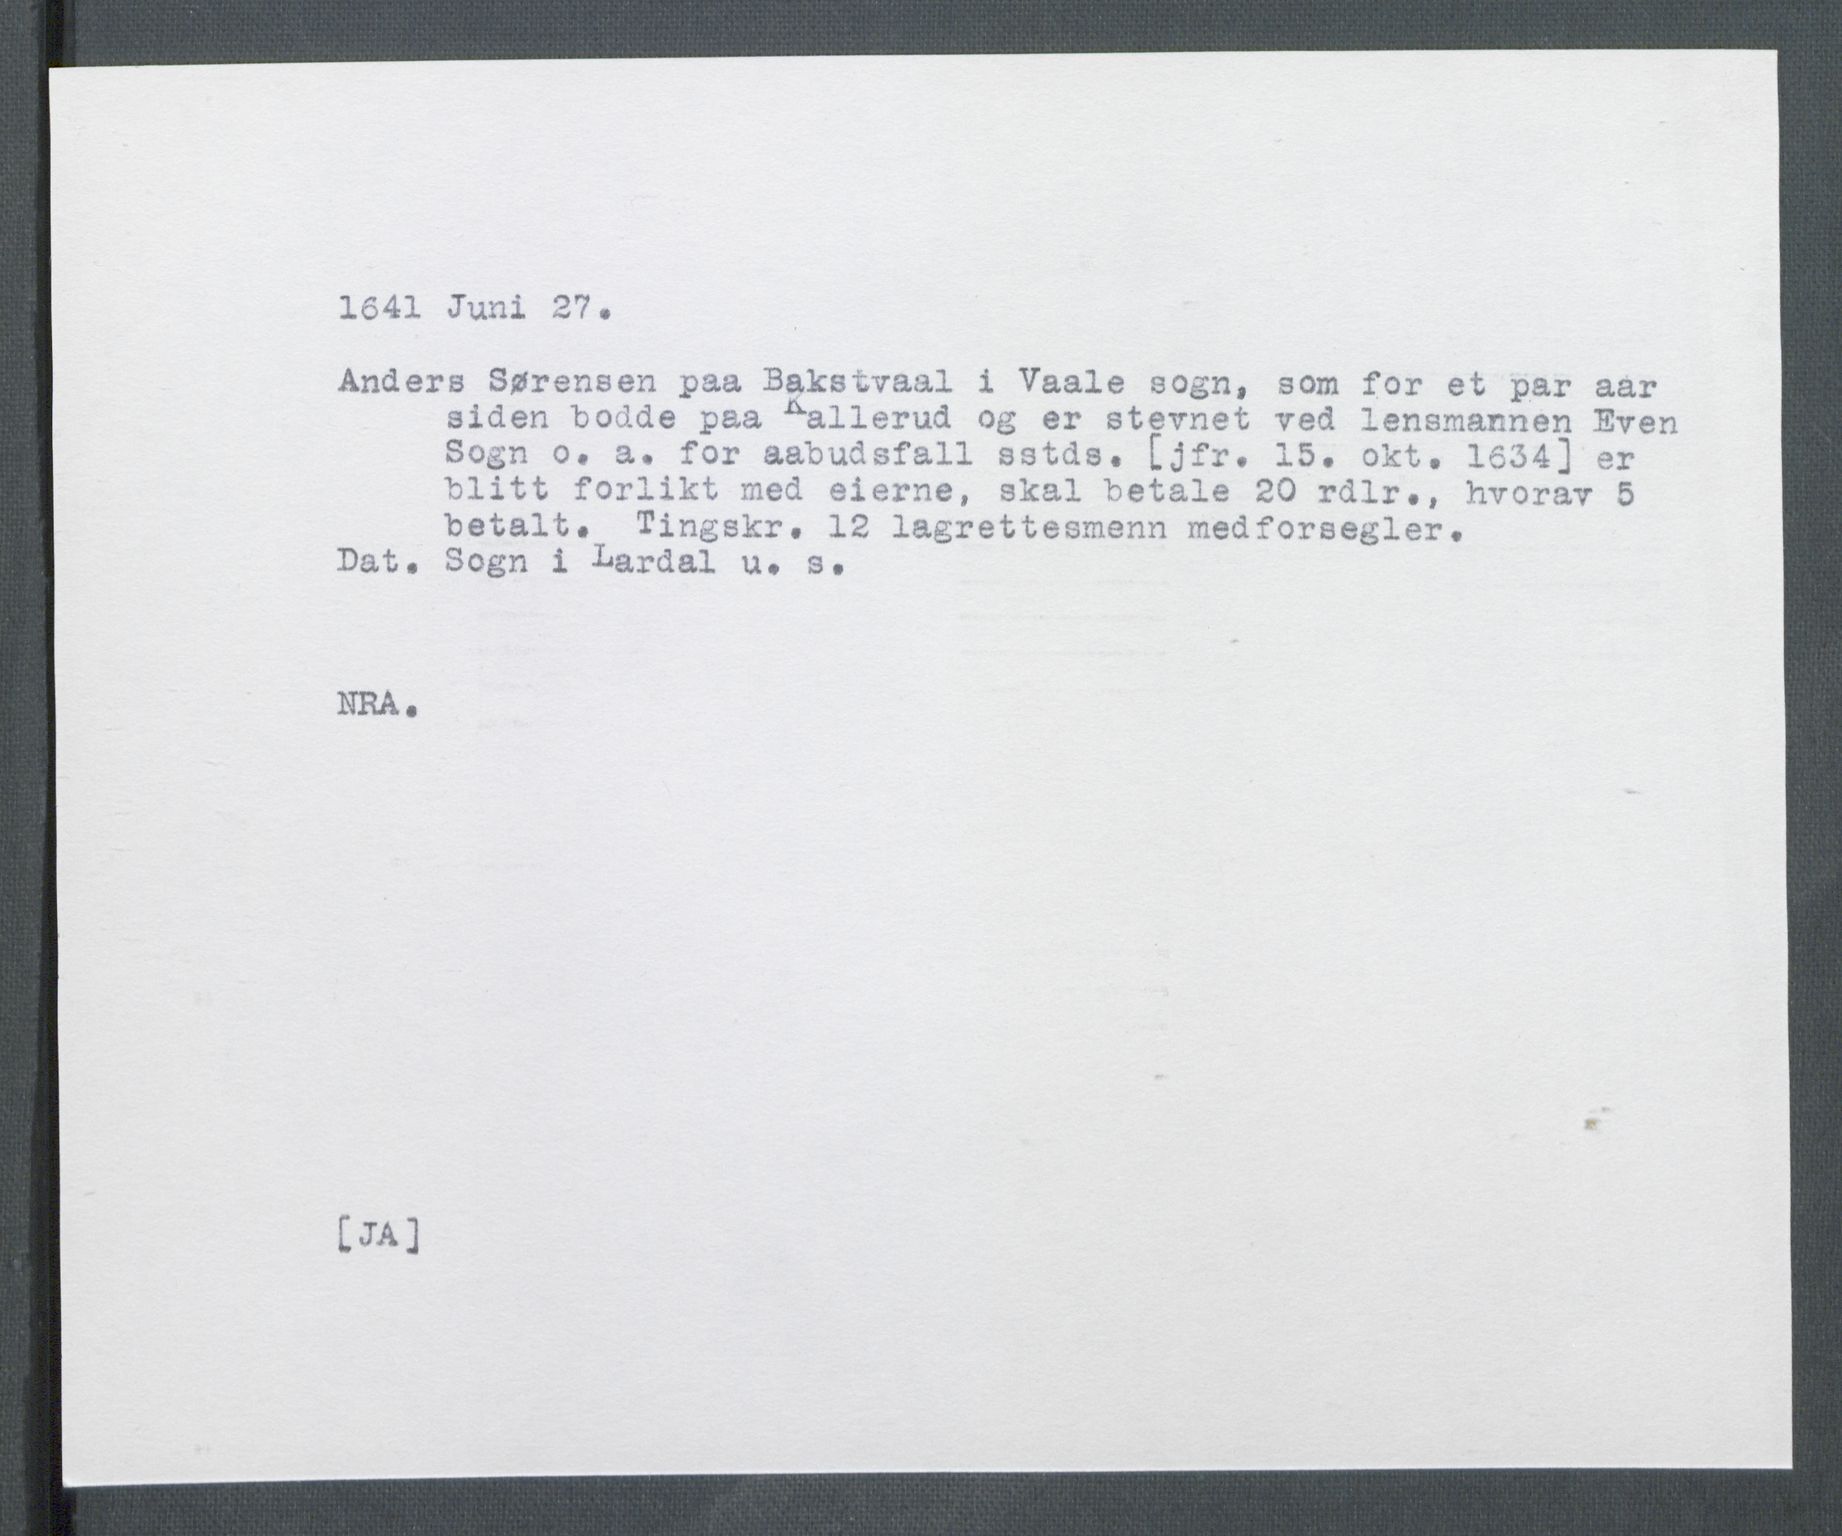 1641 Juni 27.
Anders Sørensen paa Bakstvaal i Vaale sogn, som for et par aar
siden bodde paa Kallerud og er stevnet ved lensmannen Even
Sogn o. a. for aabudsfall sstds. [jfr. 15. okt. 1634] er
blitt forlikt med eierne, skal betale 20 rdlr., hvorav 5
betalt. Tingskr. 12 lagrettesmenn medforsegler.
Dat. Sogn i Lardal u. s.
NRA.
[JA]